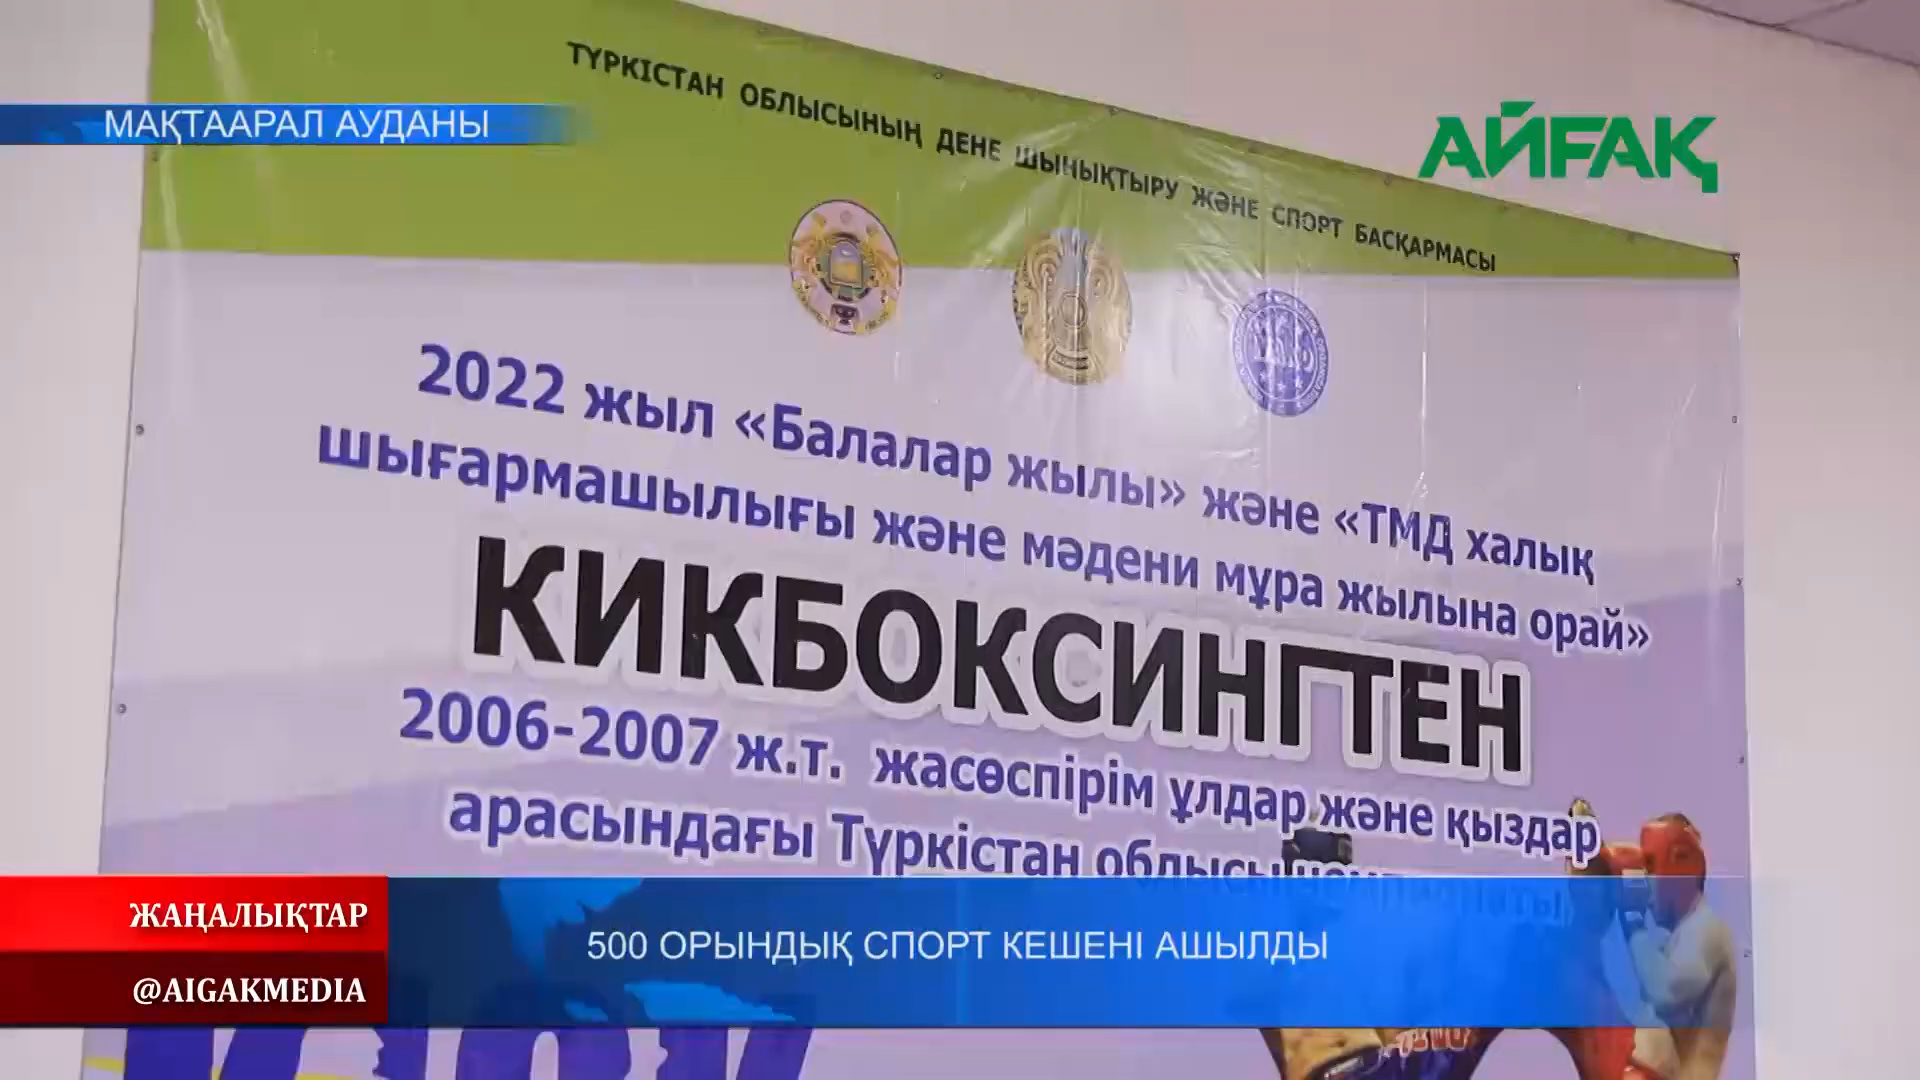 МАҚТААРАЛ АУДАНЫ
АЙҒАҚ
ТҮРКІСТАН ОБЛЫСЫНЫҢ ДЕНЕ ШЫНЫҚТЫРУ ЖӘНЕ СПОРТ БАСҚАРМАСЫ
2022 жыл «Балалар жылы» және «ТМД халық
шығармашылығы және мәдени мұра жылына орай»
КИКБОКСИНГТЕН
2006-2007 ж.т. жасөспірім ұлдар және қыздар
арасындағы Түркістан облысы чемпионаты
ЖАҢАЛЫҚТАР
500 ОРЫНДЫҚ СПОРТ КЕШЕНІ АШЫЛДЫ
@AIGAKMEDIA